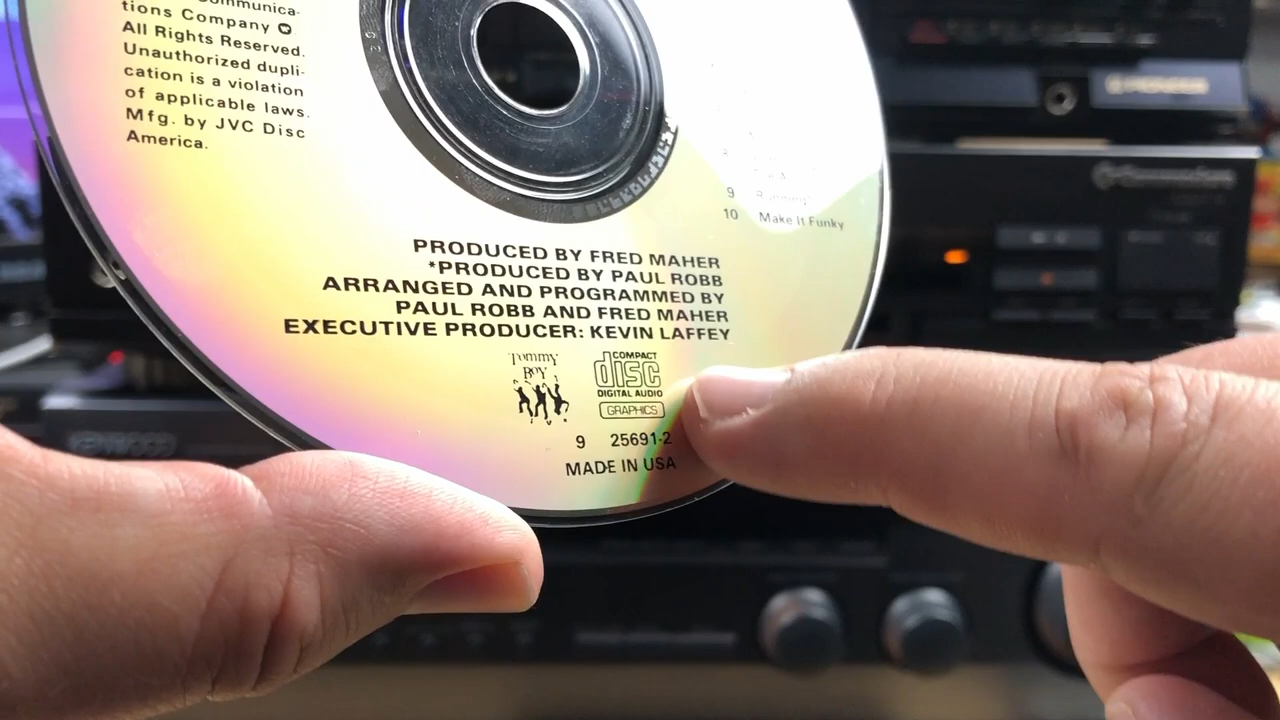 tions Company
All Rights Reserved.
Unauthorized dupli-
cation is a violation
of applicable laws.
Mfg. by JVC Disc
America.
9 Running
10 Make It Funky
PRODUCED BY FRED MAHER
*PRODUCED BY PAUL ROBB
ARRANGED AND PROGRAMMED BY
PAUL ROBB AND FRED MAHER
EXECUTIVE PRODUCER: KEVIN LAFFEY
Tommy
BOY
COMPACT
disc
DIGITAL AUDIO
GRAPHICS
9 25691-2
MADE IN USA
PIONEER
KENWOOD